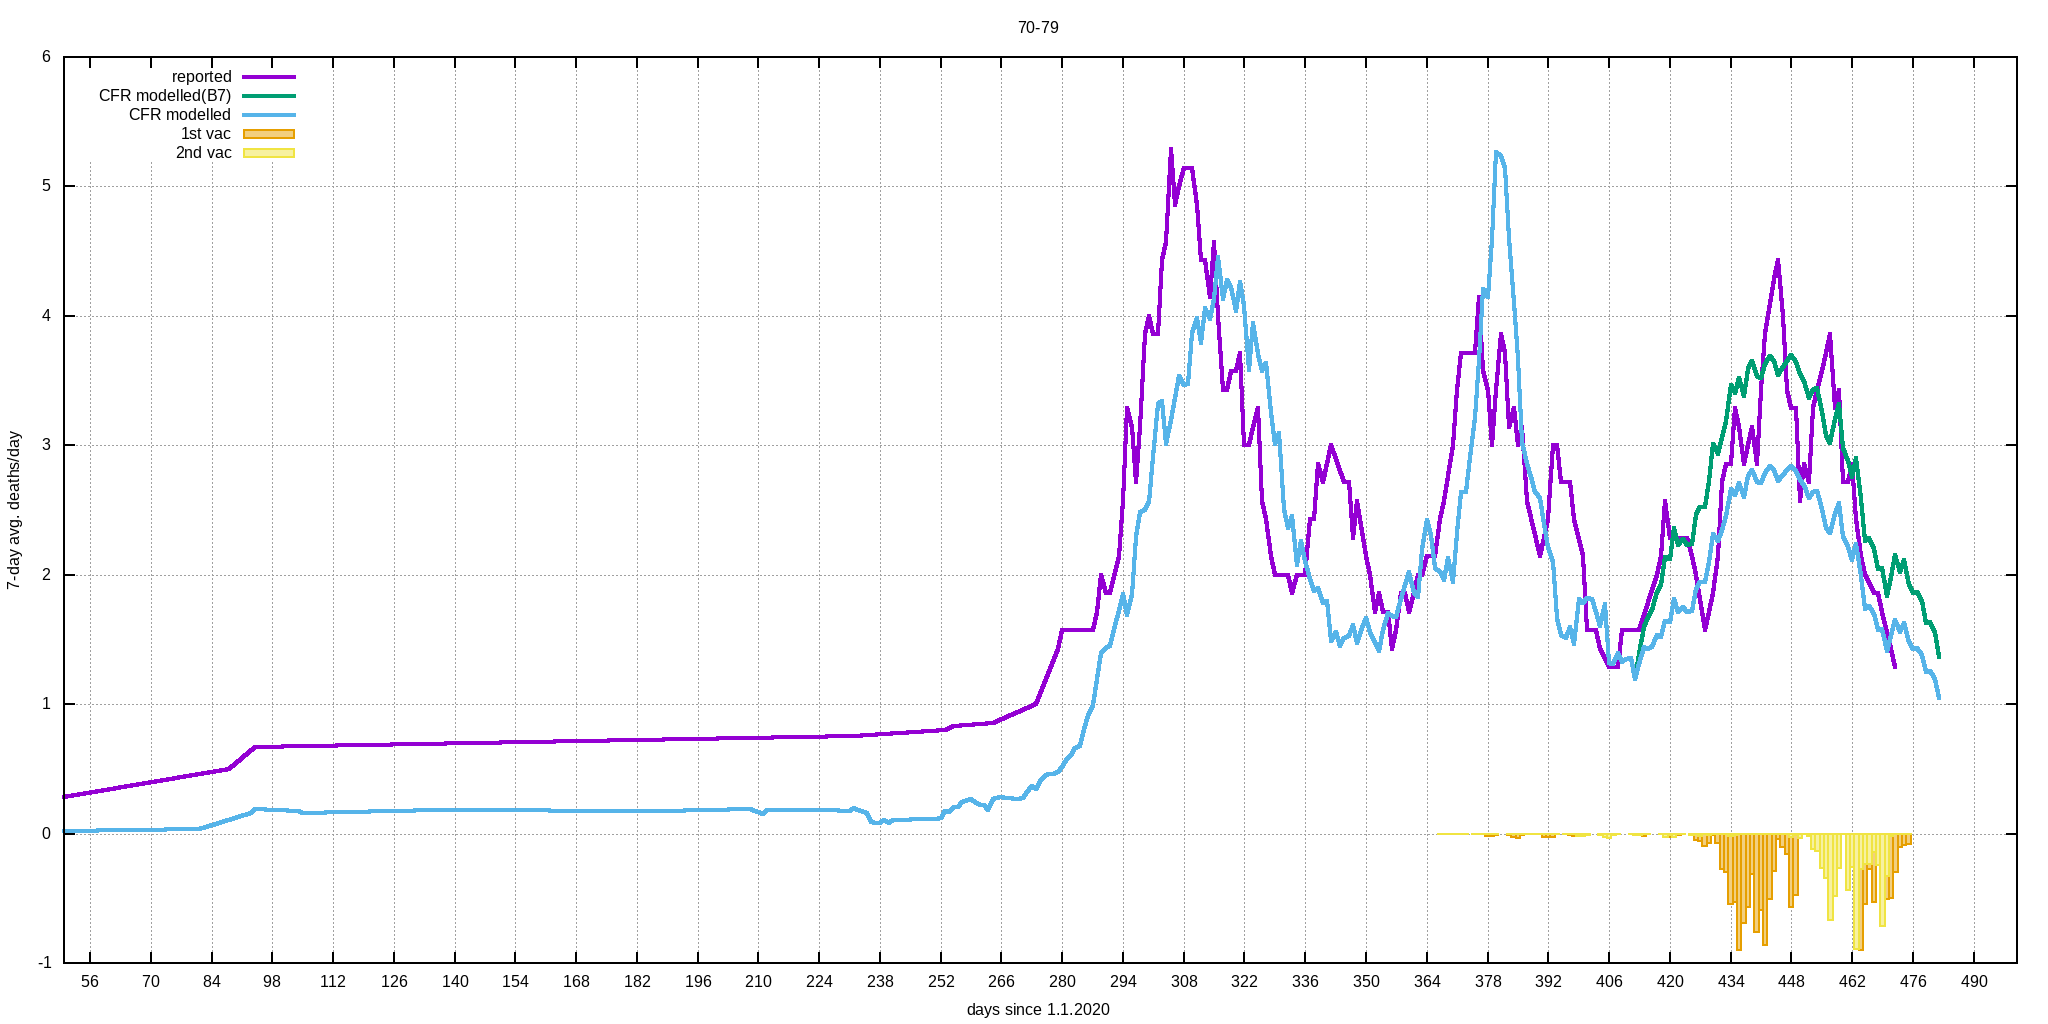 70-79
6
5
4
3
2
1
0
-1
7-day avg. deaths/day
reported
CFR modelled(B7)
CFR modelled
1st vac
2nd vac
56 70 84 98 112 126 140 154 168 182 196 210 224 238 252 266 280 294 308 322 336 350 364 378 392 406 420 434 448 462 476 490
days since 1.1.2020